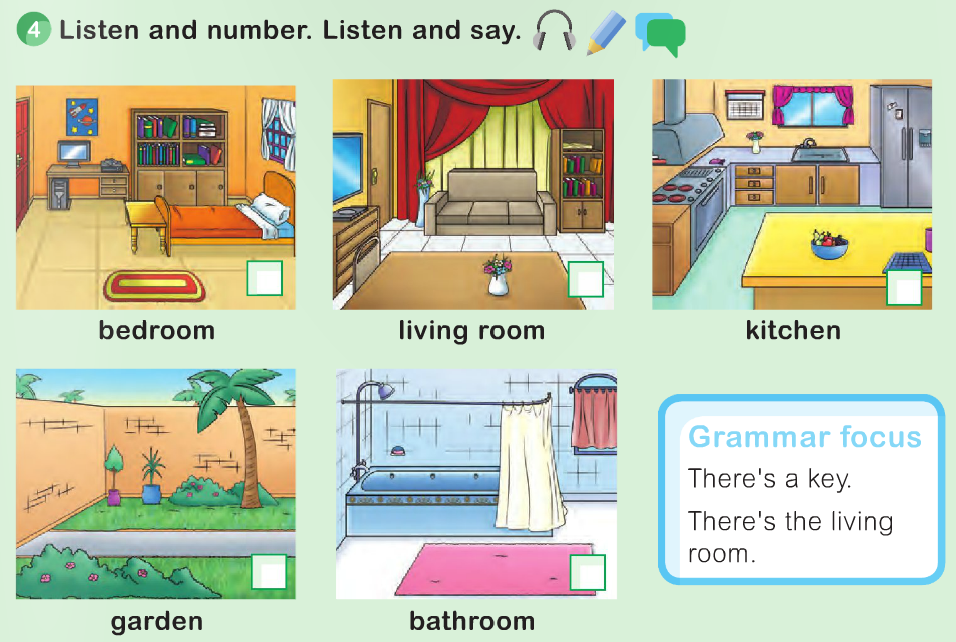 4 Listen and number. Listen and say.
bedroom
living room
kitchen
garden
bathroom
Grammar focus
There's a key.
There's the living
room.